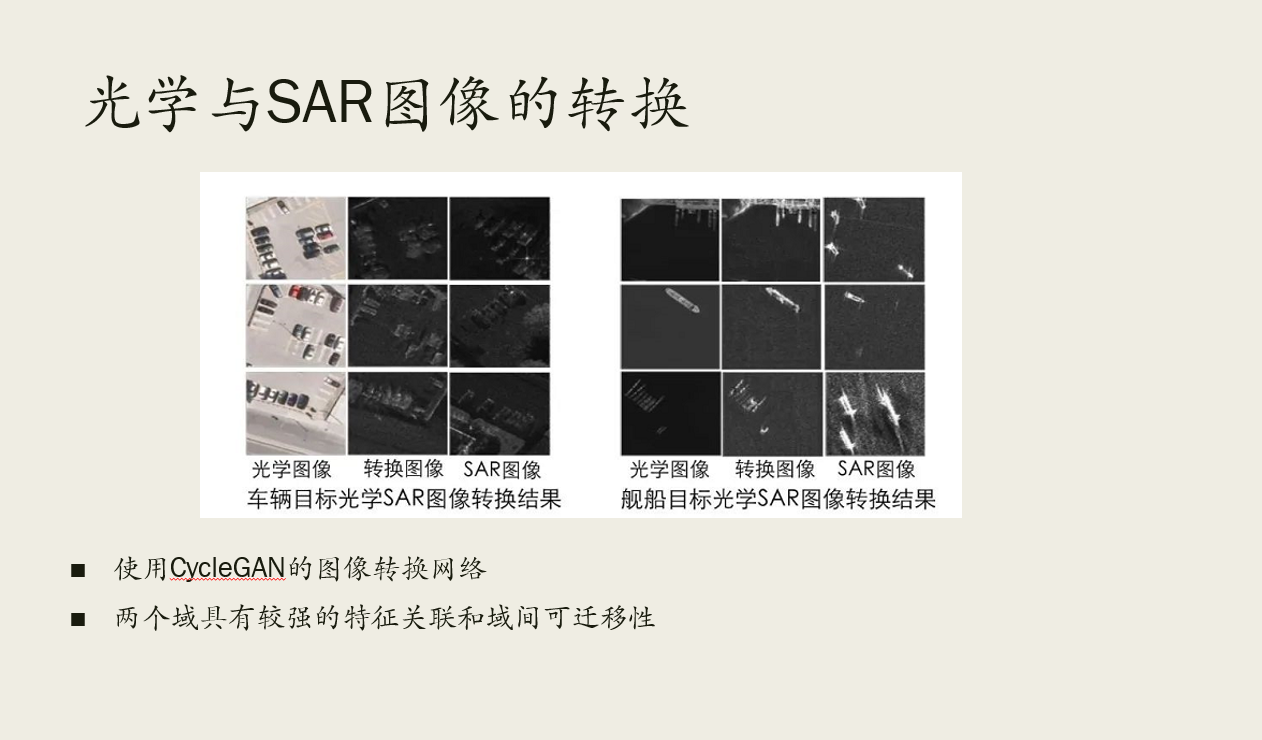 光学与SAR图像的转换
光学图像 转换图像 SAR图像
车辆目标光学SAR图像转换结果
光学图像 转换图像 SAR图像
舰船目标光学SAR图像转换结果
■ 使用CycleGAN的图像转换网络
■ 两个域具有较强的特征关联和域间可迁移性